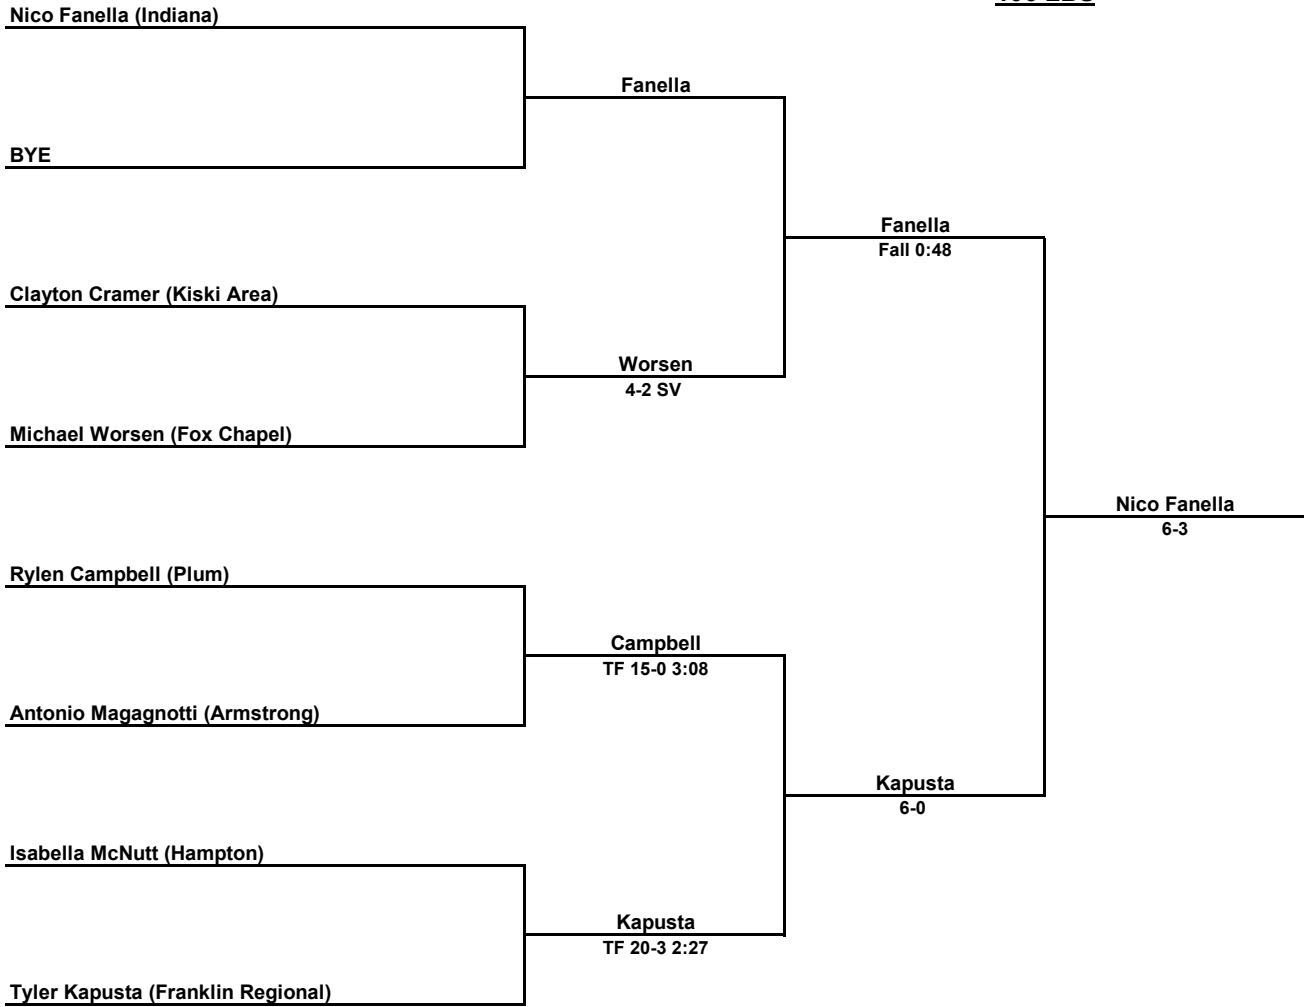 Nico Fanella (Indiana)
Fanella
BYE
Fanella
Fall 0:48
Clayton Cramer (Kiski Area)
Worsen
4-2 SV
Michael Worsen (Fox Chapel)
Nico Fanella
6-3
Rylen Campbell (Plum)
Campbell
TF 15-0 3:08
Antonio Magagnotti (Armstrong)
Kapusta
6-0
Isabella McNutt (Hampton)
Kapusta
TF 20-3 2:27
Tyler Kapusta (Franklin Regional)